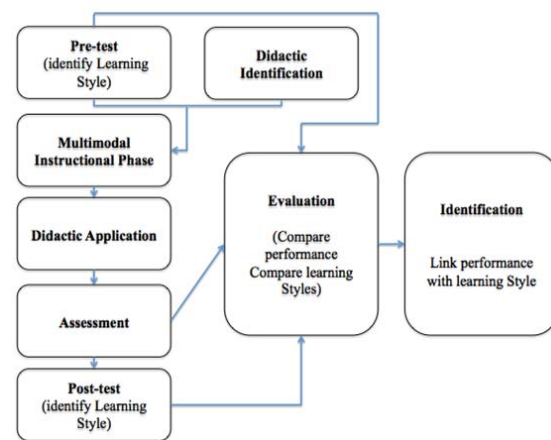 Pre-test
(identify Learning
Style)
Didactic
Identification
Multimodal
Instructional Phase
Didactic Application
Assessment
Post-test
(identify Learning
Style)
Evaluation
(Compare
performance
Compare learning
Styles)
Identification
Link performance
with learning Style